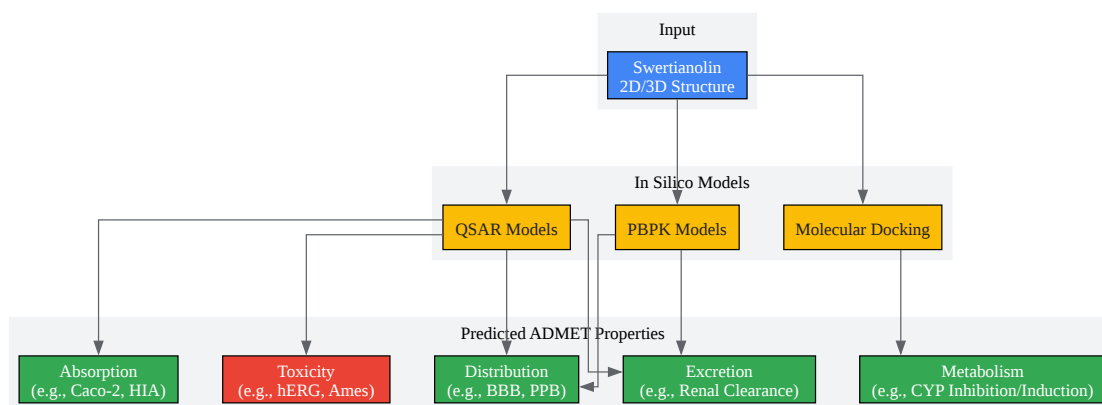 Input
Swertianolin
2D/3D Structure
In Silico Models
QSAR Models
PBPK Models
Molecular Docking
Predicted ADMET Properties
Absorption
(e.g., Caco-2, HIA)
Toxicity
(e.g., hERG, Ames)
Distribution
(e.g., BBB, PPB)
Excretion
(e.g., Renal Clearance)
Metabolism
(e.g., CYP Inhibition/Induction)